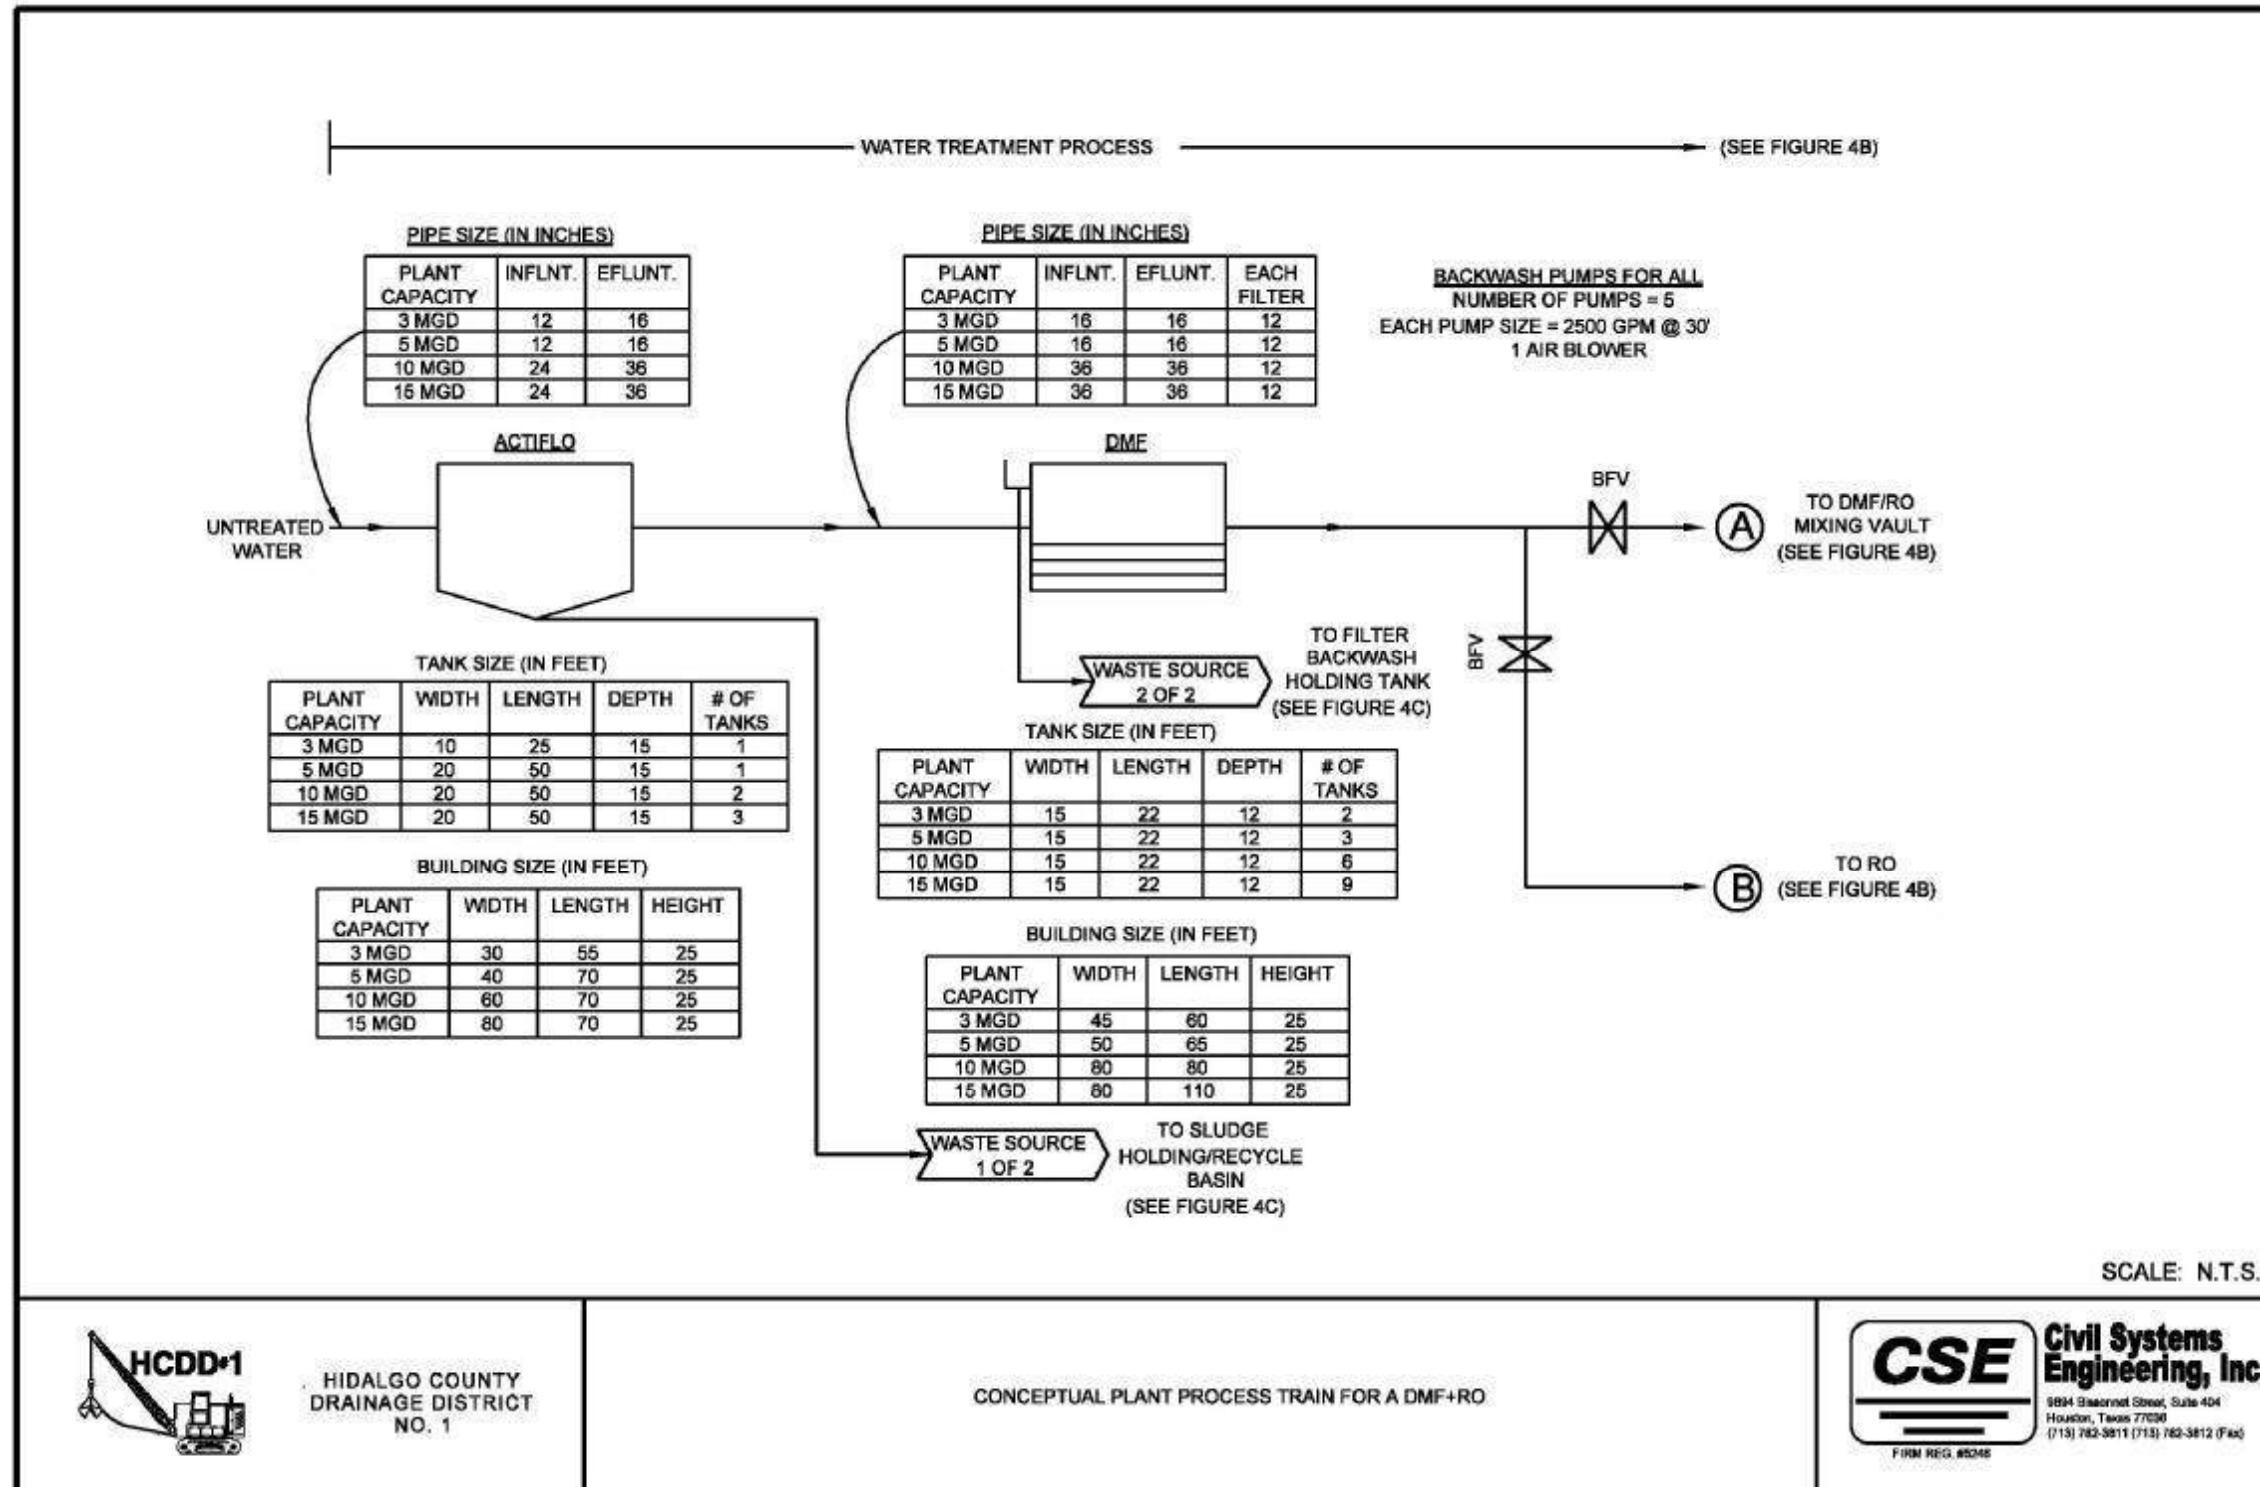 WATER TREATMENT PROCESS
(SEE FIGURE 4B)
PIPE SIZE (IN INCHES)
PLANT CAPACITY INFLNT. EFLUNT.
3 MGD 12 16
5 MGD 12 16
10 MGD 24 36
15 MGD 24 36
PIPE SIZE (IN INCHES)
PLANT CAPACITY INFLNT. EFLUNT. EACH FILTER
3 MGD 16 16 12
5 MGD 16 16 12
10 MGD 36 36 12
15 MGD 36 36 12
BACKWASH PUMPS FOR ALL
NUMBER OF PUMPS = 5
EACH PUMP SIZE = 2500 GPM @ 30'
1 AIR BLOWER
ACTIFLO
DMF
UNTREATED
WATER
BFV
A
TO DMF/RO
MIXING VAULT
(SEE FIGURE 4B)
BFV
WASTE SOURCE
2 OF 2
TO FILTER
BACKWASH
HOLDING TANK
(SEE FIGURE 4C)
TANK SIZE (IN FEET)
PLANT CAPACITY WIDTH LENGTH DEPTH # OF TANKS
3 MGD 10 25 15 1
5 MGD 20 50 15 1
10 MGD 20 50 15 2
15 MGD 20 50 15 3
TANK SIZE (IN FEET)
PLANT CAPACITY WIDTH LENGTH DEPTH # OF TANKS
3 MGD 15 22 12 2
5 MGD 15 22 12 3
10 MGD 15 22 12 6
15 MGD 15 22 12 9
B
TO RO
(SEE FIGURE 4B)
BUILDING SIZE (IN FEET)
PLANT CAPACITY WIDTH LENGTH HEIGHT
3 MGD 30 55 25
5 MGD 40 70 25
10 MGD 60 70 25
15 MGD 80 70 25
BUILDING SIZE (IN FEET)
PLANT CAPACITY WIDTH LENGTH HEIGHT
3 MGD 45 60 25
5 MGD 50 65 25
10 MGD 80 80 25
15 MGD 80 110 25
WASTE SOURCE
1 OF 2
TO SLUDGE
HOLDING/RECYCLE
BASIN
(SEE FIGURE 4C)
SCALE: N.T.S.
HCDD#1
HIDALGO COUNTY
DRAINAGE DISTRICT
NO. 1
CONCEPTUAL PLANT PROCESS TRAIN FOR A DMF+RO
CSE
FIRM REG.
Civil Systems
Engineering, Inc
Street, Suite 404
Houston, Texas
(713) 782-3811 (713) 782-3812 (Fax)